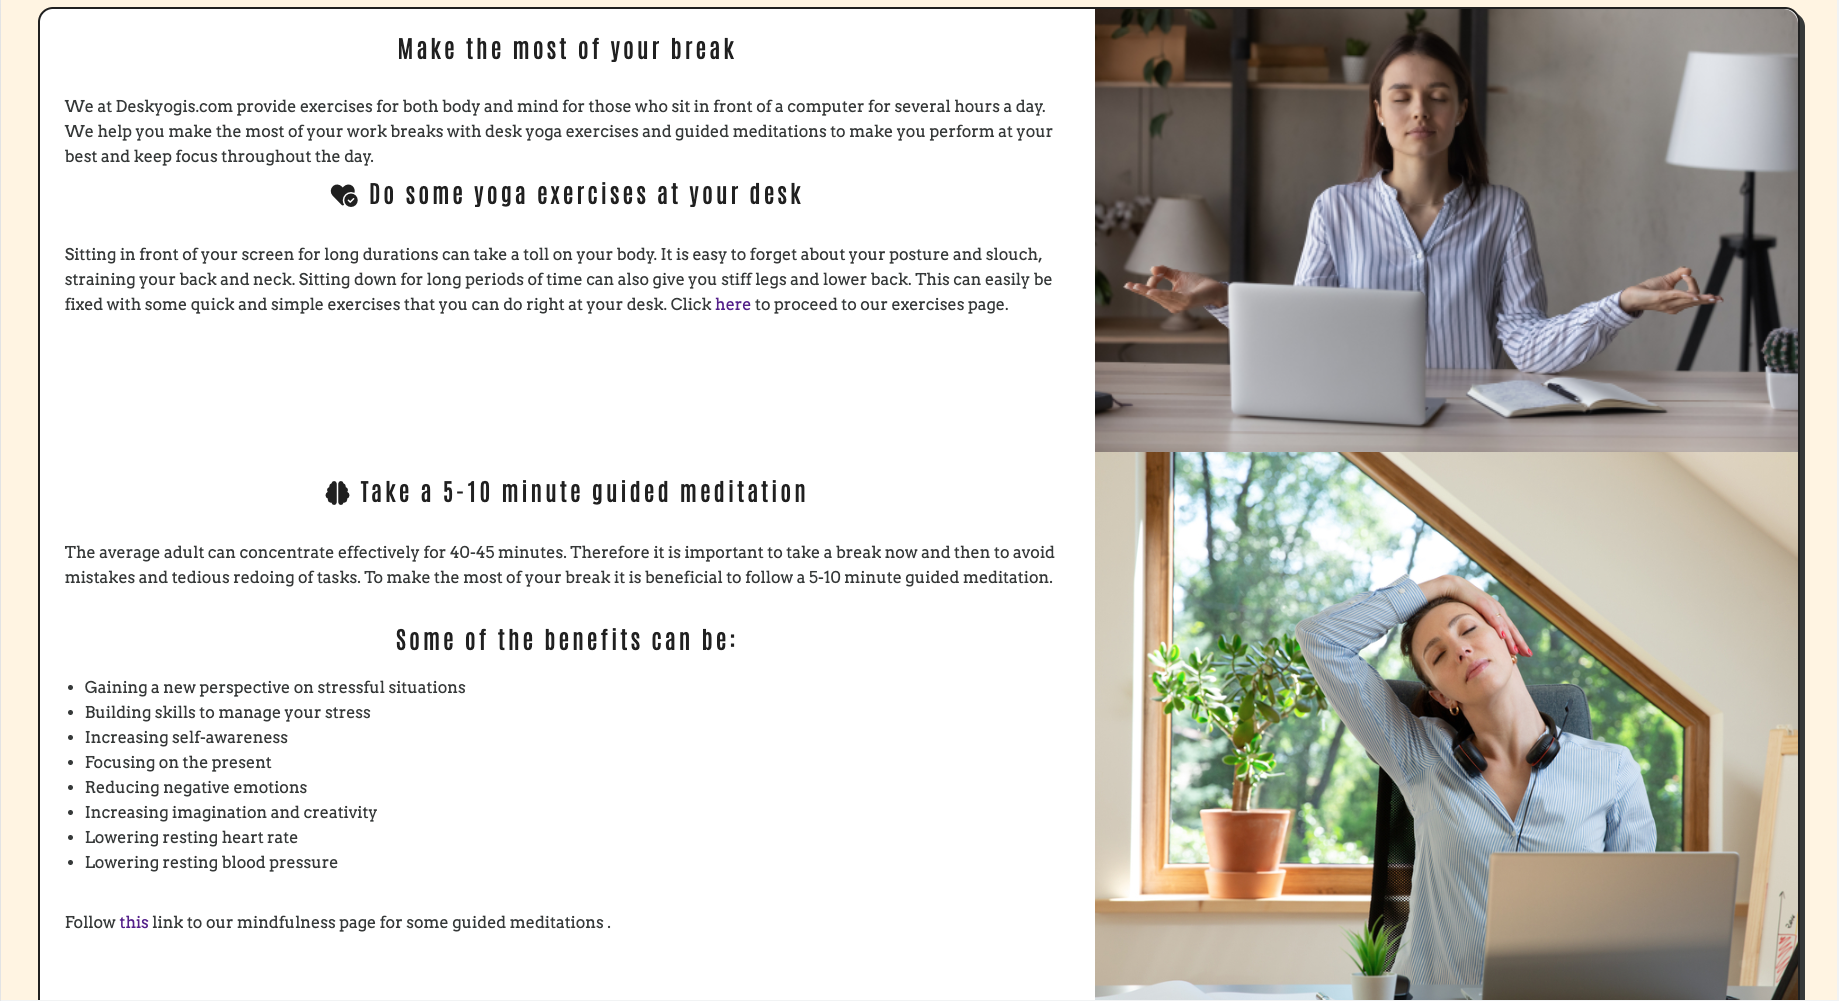 Make the most of your break
We at Deskyogis.com provide exercises for both body and mind for those who sit in front of a computer for several hours a day.
We help you make the most of your work breaks with desk yoga exercises and guided meditations to make you perform at your
best and keep focus throughout the day.
Do some yoga exercises at your desk
Sitting in front of your screen for long durations can take a toll on your body. It is easy to forget about your posture and slouch,
straining your back and neck. Sitting down for long periods of time can also give you stiff legs and lower back. This can easily be
fixed with some quick and simple exercises that you can do right at your desk. Click here to proceed to our exercises page.
Take a 5-10 minute guided meditation
The average adult can concentrate effectively for 40-45 minutes. Therefore it is important to take a break now and then to avoid
mistakes and tedious redoing of tasks. To make the most of your break it is beneficial to follow a 5-10 minute guided meditation.
Some of the benefits can be:
• Gaining a new perspective on stressful situations
• Building skills to manage your stress
• Increasing self-awareness
• Focusing on the present
• Reducing negative emotions
• Increasing imagination and creativity
• Lowering resting heart rate
• Lowering resting blood pressure
Follow this link to our mindfulness page for some guided meditations .